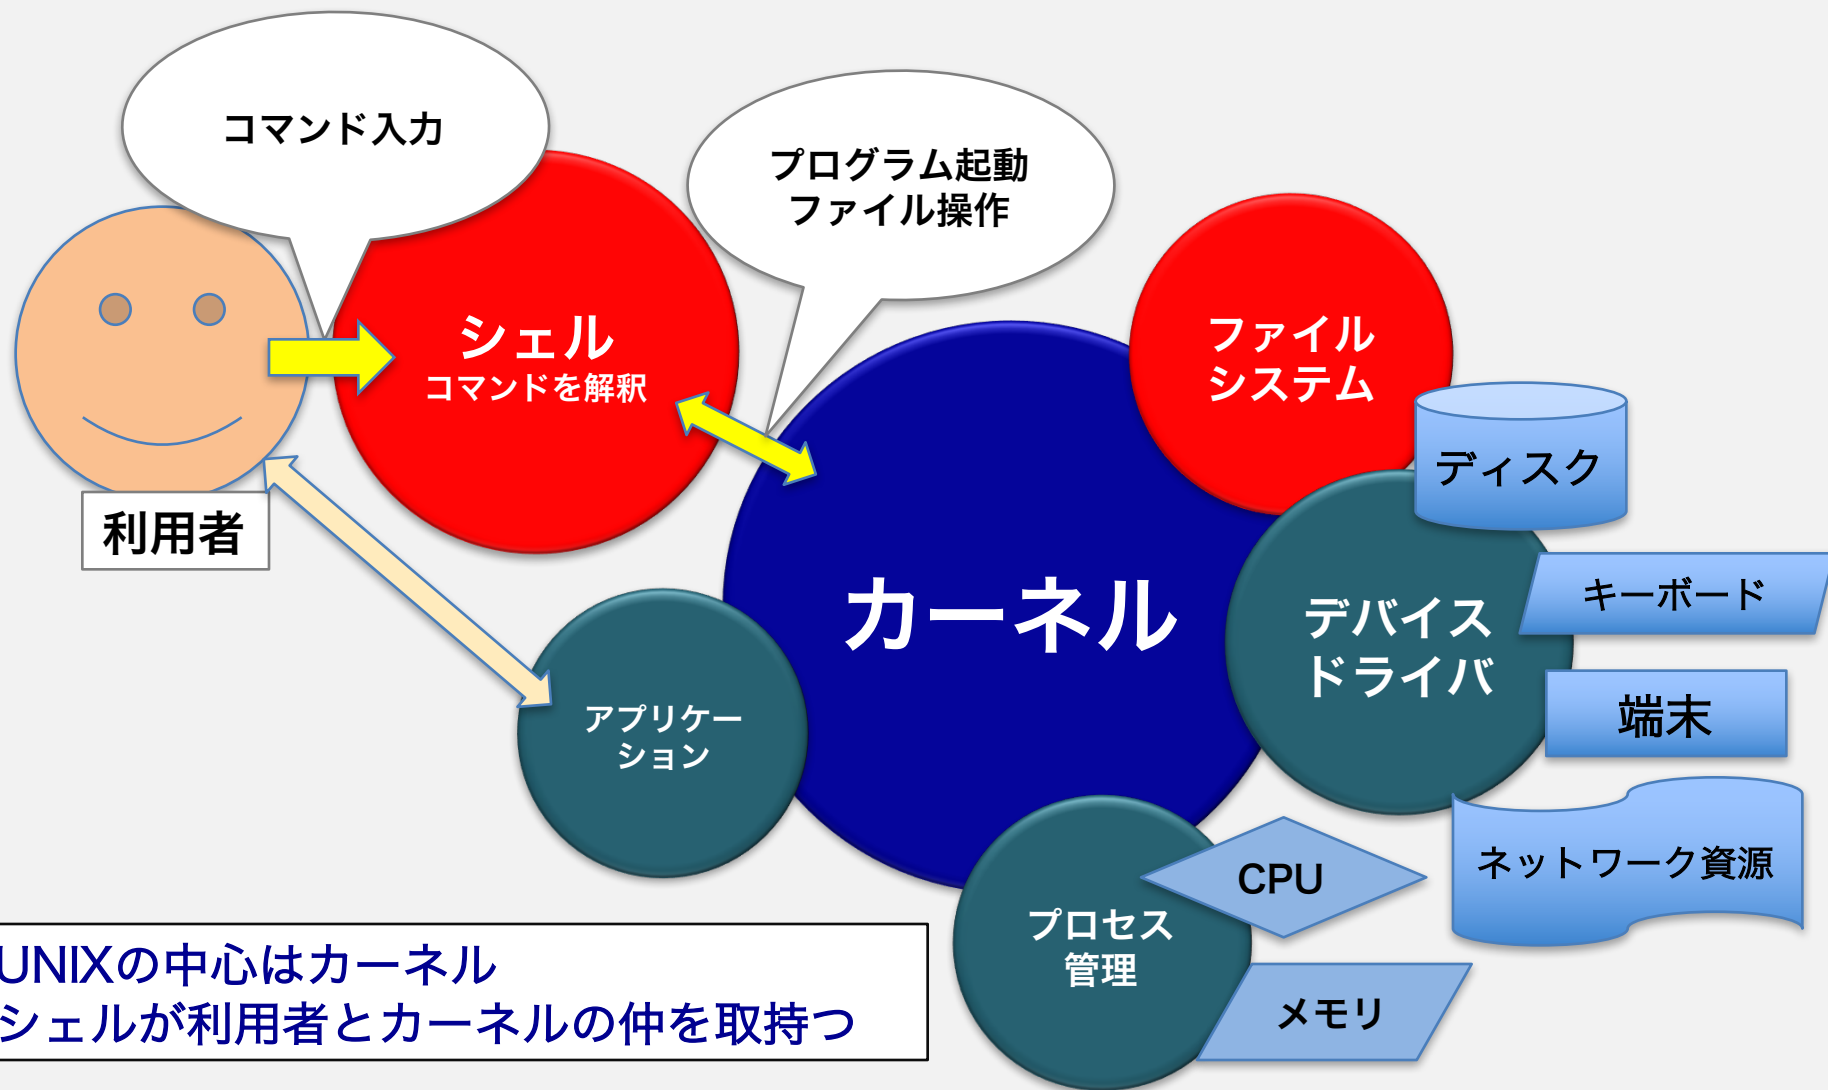 コマンド入力
プログラム起動
ファイル操作
シェル
コマンドを解釈
ファイル
システム
ディスク
利用者
カーネル
デバイス
ドライバ
キーボード
端末
アプリケー
ション
ネットワーク資源
CPU
プロセス
管理
メモリ
UNIXの中心はカーネル
シェルが利用者とカーネルの仲を取持つ